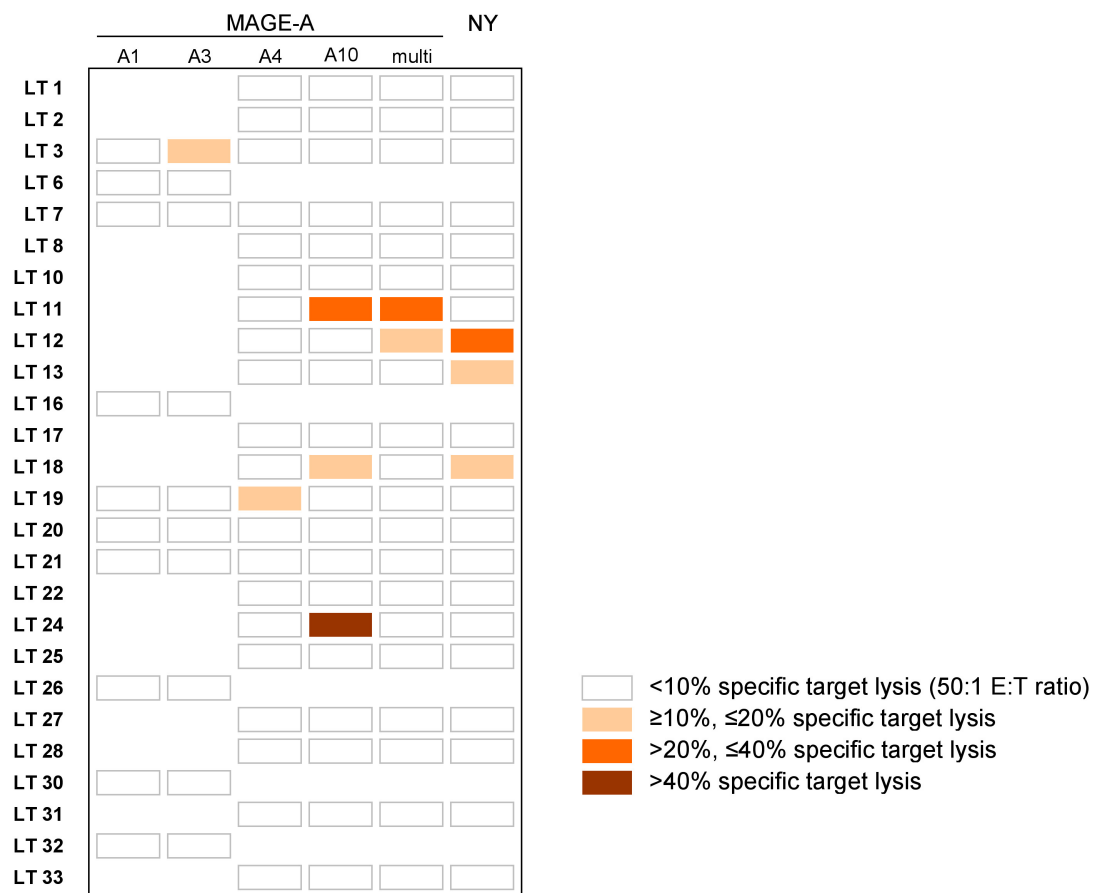 MAGE-A NY
A1 A3 A4 A10 multi
LT 1
LT 2
LT 3
LT 6
LT 7
LT 8
LT 10
LT 11
LT 12
LT 13
LT 16
LT 17
LT 18
LT 19
LT 20
LT 21
LT 22
LT 24
LT 25
LT 26
LT 27
LT 28
LT 30
LT 31
LT 32
LT 33
<10% specific target lysis (50:1 E:T ratio)
≥10%, ≤20% specific target lysis
>20%, ≤40% specific target lysis
>40% specific target lysis